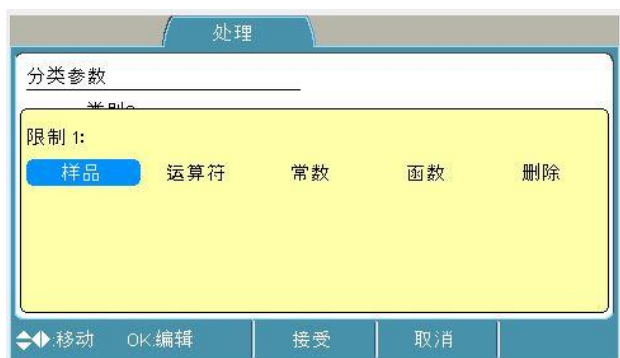 处理
分类参数
限制 1:
样品 运算符 常数 函数 删除
:移动 OK:编辑 接受 取消